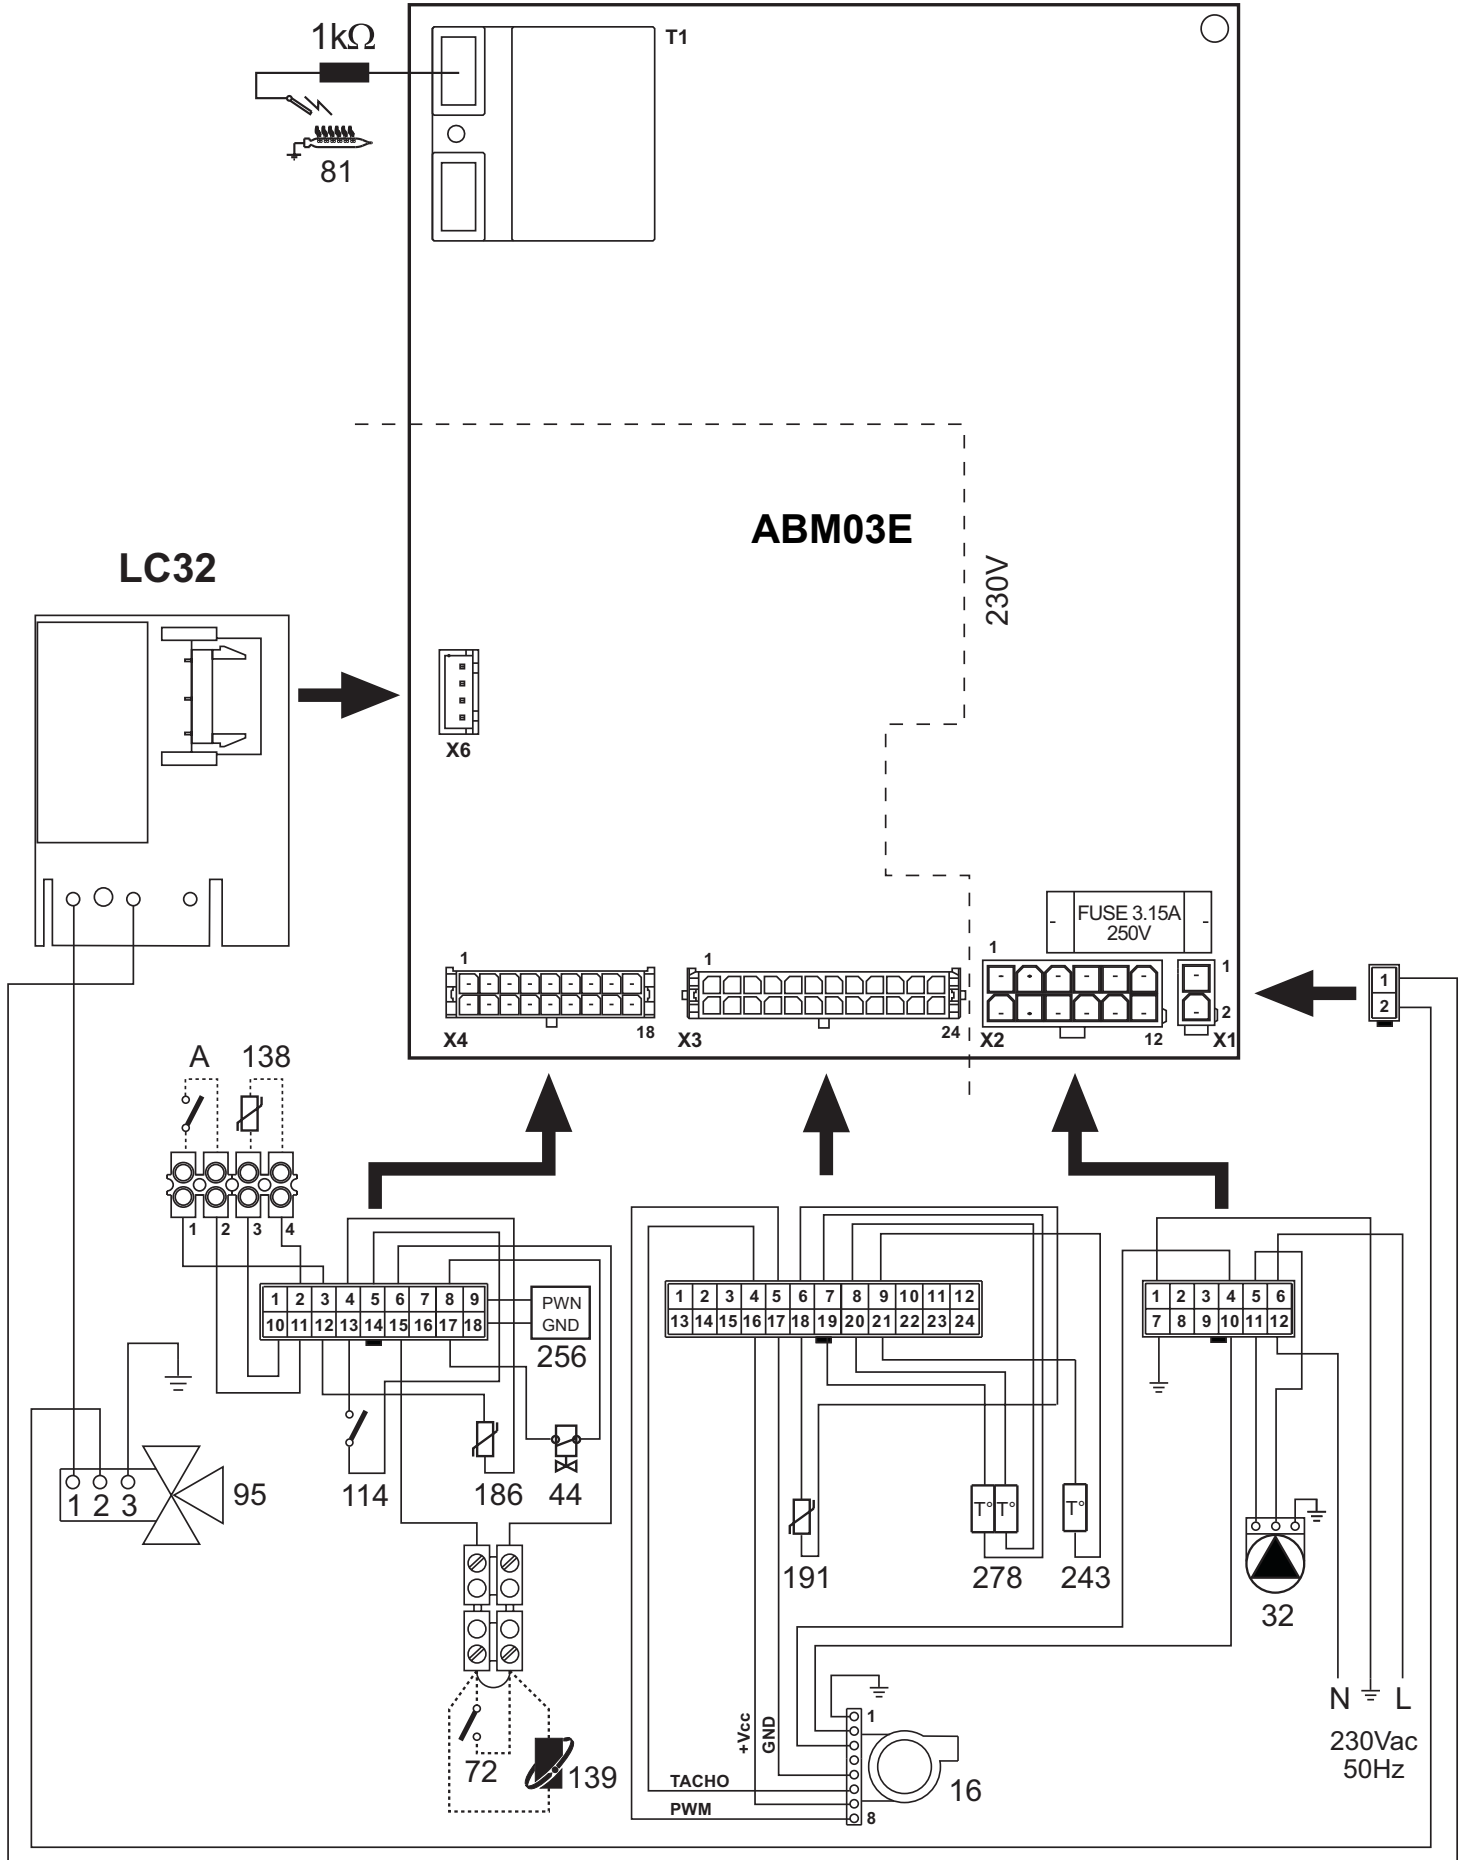 1kΩ
T1
81
ABM03E
230V
LC32
X6
FUSE 3.15A
250V
1
1
1
1
2
X4
18
X3
24
X2
12
X1
1
2
A
138
1
2
3
4
1 2 3 4 5 6 7 8 9
10 11 12 13 14 15 16 17 18
PWN
GND
256
1 2 3 4 5 6 7 8 9 10 11 12
13 14 15 16 17 18 19 20 21 22 23 24
1 2 3 4 5 6
7 8 9 10 11 12
1 2 3
95
114
186
44
T°
T°
T°
191
278
243
32
72
139
+Vcc
GND
TACHO
PWM
1
8
16
N
L
230Vac
50Hz